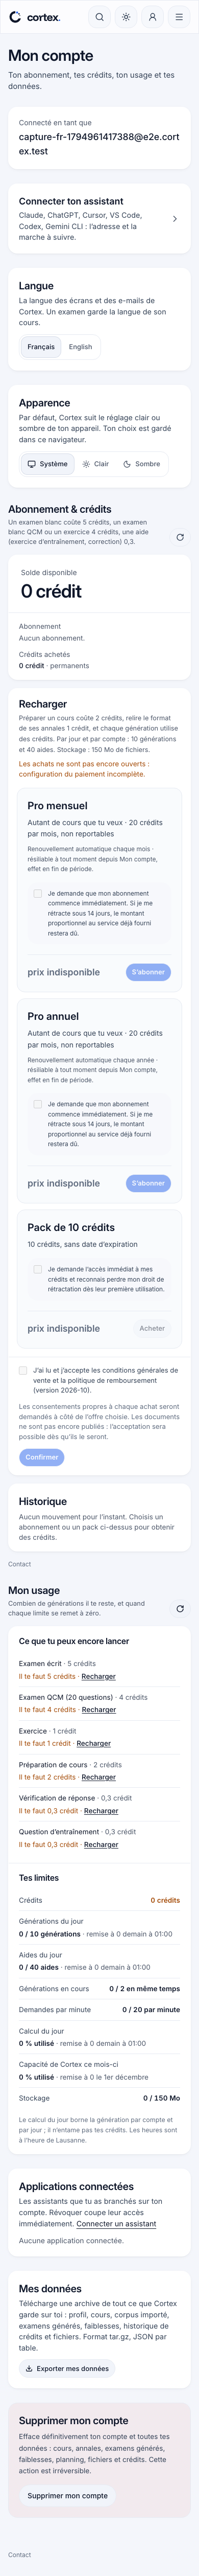 cortex.
Mon compte
Ton abonnement, tes crédits, ton usage et tes
données.
Connecté en tant que
capture-fr-1794961417388@e2e.cort
ex.test
Connecter ton assistant
Claude, ChatGPT, Cursor, VS Code,
Codex, Gemini CLI : l'adresse et la
marche à suivre.
Langue
La langue des écrans et des e-mails de
Cortex. Un examen garde la langue de son
cours.
Français
English
Apparence
Par défaut, Cortex suit le réglage clair ou
sombre de ton appareil. Ton choix est gardé
dans ce navigateur.
Système
Clair
Sombre
Abonnement & crédits
Un examen blanc coûte 5 crédits, un examen
blanc QCM ou un exercice 4 crédits, une aide
(exercice d'entraînement, correction) 0,3.
Solde disponible
0 crédit
Abonnement
Aucun abonnement.
Crédits achetés
0 crédit · permanents
Recharger
Préparer un cours coûte 2 crédits, relire le format
de ses annales 1 crédit, et chaque génération utilise
des crédits. Par jour et par compte : 10 générations
et 40 aides. Stockage : 150 Mo de fichiers.
Les achats ne sont pas encore ouverts :
configuration du paiement incomplète.
Pro mensuel
Autant de cours que tu veux · 20 crédits
par mois, non reportables
Renouvellement automatique chaque mois ·
résiliable à tout moment depuis Mon compte,
effet en fin de période.
Je demande que mon abonnement
commence immédiatement. Si je me
rétracte sous 14 jours, le montant
proportionnel au service déjà fourni
restera dû.
prix indisponible
S'abonner
Pro annuel
Autant de cours que tu veux · 20 crédits
par mois, non reportables
Renouvellement automatique chaque année ·
résiliable à tout moment depuis Mon compte,
effet en fin de période.
Je demande que mon abonnement
commence immédiatement. Si je me
rétracte sous 14 jours, le montant
proportionnel au service déjà fourni
restera dû.
prix indisponible
S'abonner
Pack de 10 crédits
10 crédits, sans date d'expiration
Je demande l'accès immédiat à mes
crédits et reconnais perdre mon droit de
rétractation dès leur première utilisation.
prix indisponible
Acheter
J'ai lu et j'accepte les conditions générales de
vente et la politique de remboursement
(version 2026-10).
Les consentements propres à chaque achat seront
demandés à côté de l'offre choisie. Les documents
ne sont pas encore publiés : l'acceptation sera
possible dès qu'ils le seront.
Confirmer
Historique
Aucun mouvement pour l'instant. Choisis un
abonnement ou un pack ci-dessus pour obtenir
des crédits.
Contact
Mon usage
Combien de générations il te reste, et quand
chaque limite se remet à zéro.
Ce que tu peux encore lancer
Examen écrit · 5 crédits
Il te faut 5 crédits · Recharger
Examen QCM (20 questions) · 4 crédits
Il te faut 4 crédits · Recharger
Exercice · 1 crédit
Il te faut 1 crédit · Recharger
Préparation de cours · 2 crédits
Il te faut 2 crédits · Recharger
Vérification de réponse · 0,3 crédit
Il te faut 0,3 crédit · Recharger
Question d'entraînement · 0,3 crédit
Il te faut 0,3 crédit · Recharger
Tes limites
Crédits
0 crédits
Générations du jour
0 / 10 générations · remise à 0 demain à 01:00
Aides du jour
0 / 40 aides · remise à 0 demain à 01:00
Générations en cours
0 / 2 en même temps
Demandes par minute
0 / 20 par minute
Calcul du jour
0 % utilisé · remise à 0 demain à 01:00
Capacité de Cortex ce mois-ci
0 % utilisé · remise à 0 le 1er décembre
Stockage
0 / 150 Mo
Le calcul du jour borne la génération par compte et
par jour ; il n'entame pas tes crédits. Les heures sont
à l'heure de Lausanne.
Applications connectées
Les assistants que tu as branchés sur ton
compte. Révoquer coupe leur accès
immédiatement. Connecter un assistant
Aucune application connectée.
Mes données
Télécharge une archive de tout ce que Cortex
garde sur toi : profil, cours, corpus importé,
examens générés, faiblesses, historique de
crédits et fichiers. Format tar.gz, JSON par
table.
Exporter mes données
Supprimer mon compte
Efface définitivement ton compte et toutes tes
données : cours, annales, examens générés,
faiblesses, planning, fichiers et crédits. Cette
action est irréversible.
Supprimer mon compte
Contact